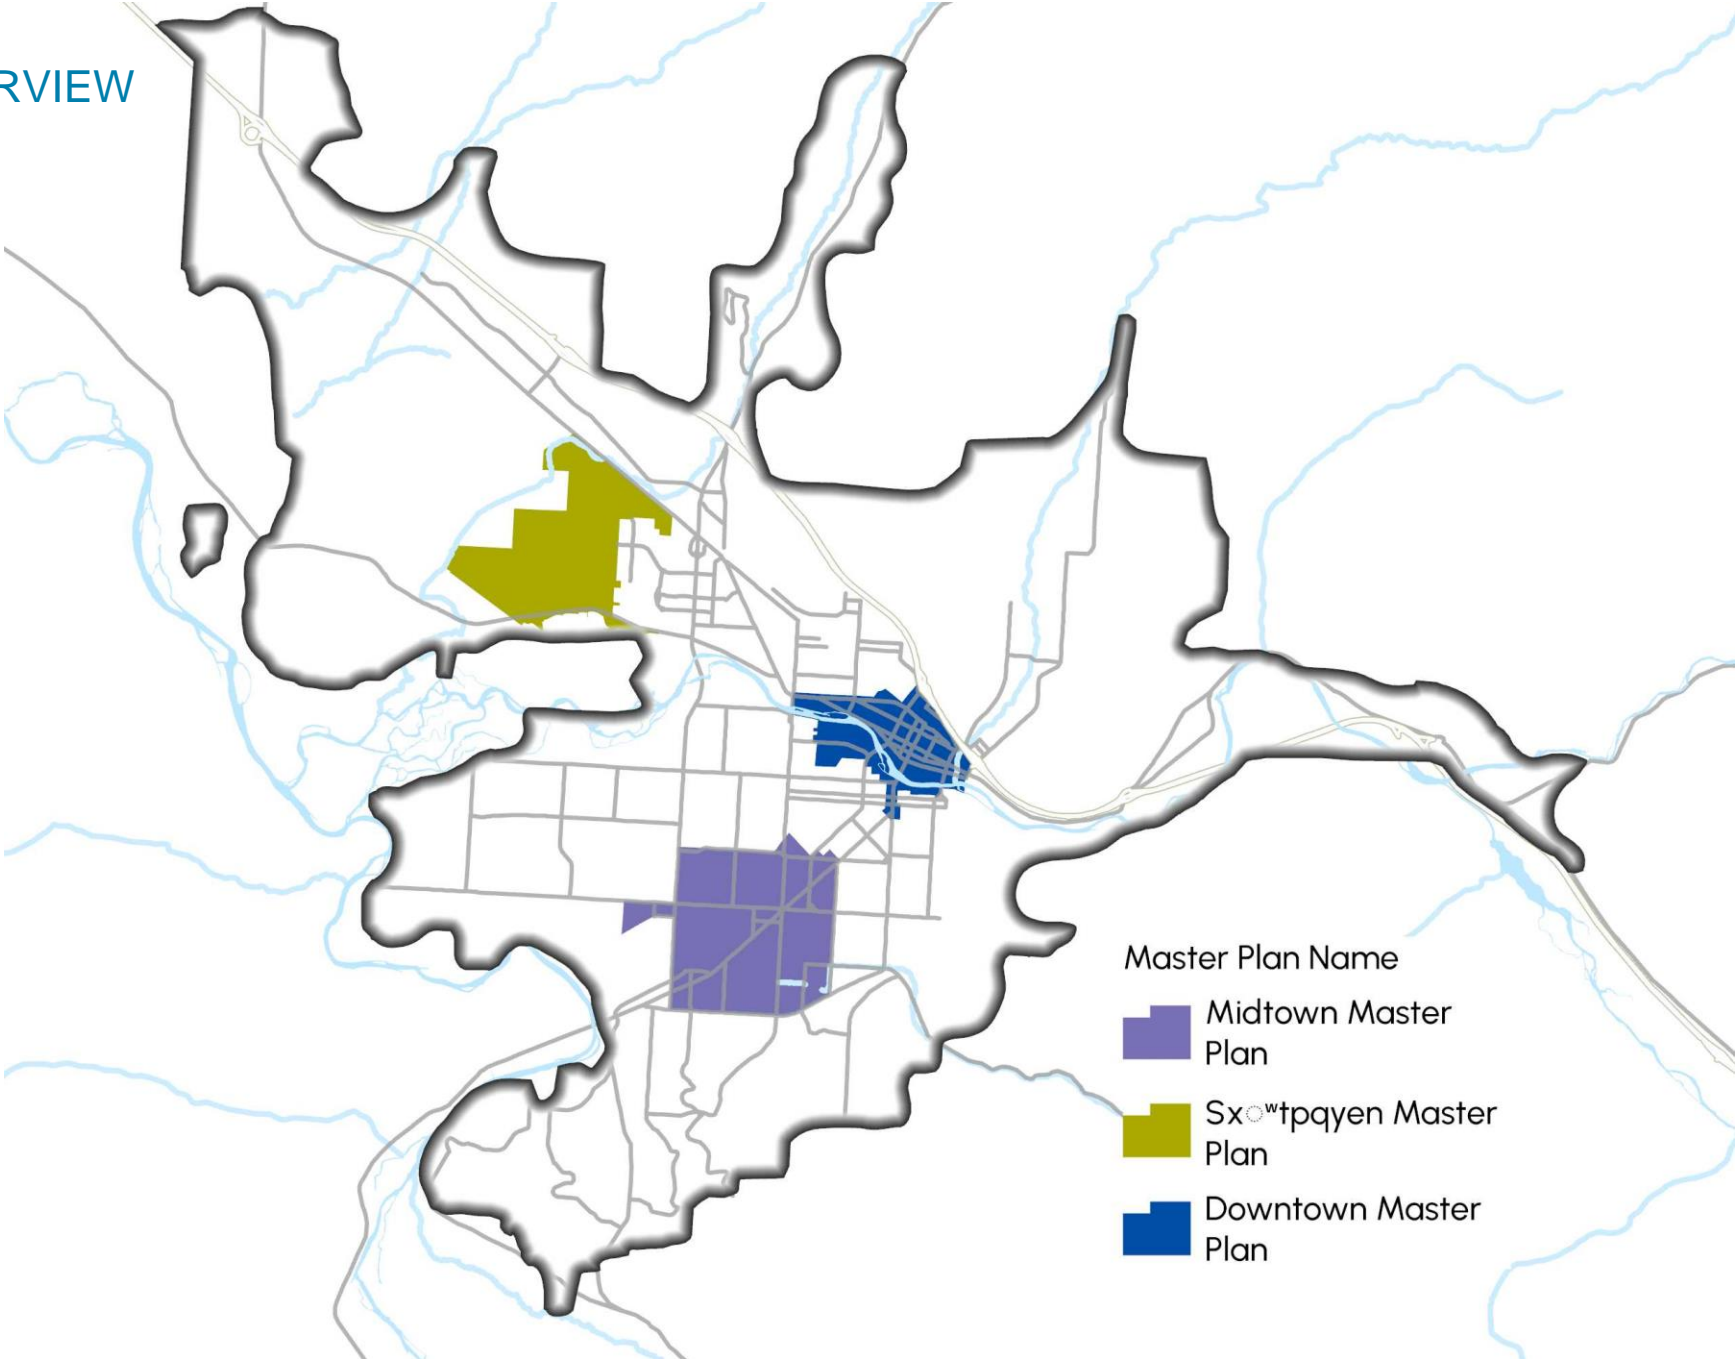 RVIEW
Master Plan Name
Midtown Master
Plan
Sx◌ʷtpqyen Master
Plan
Downtown Master
Plan